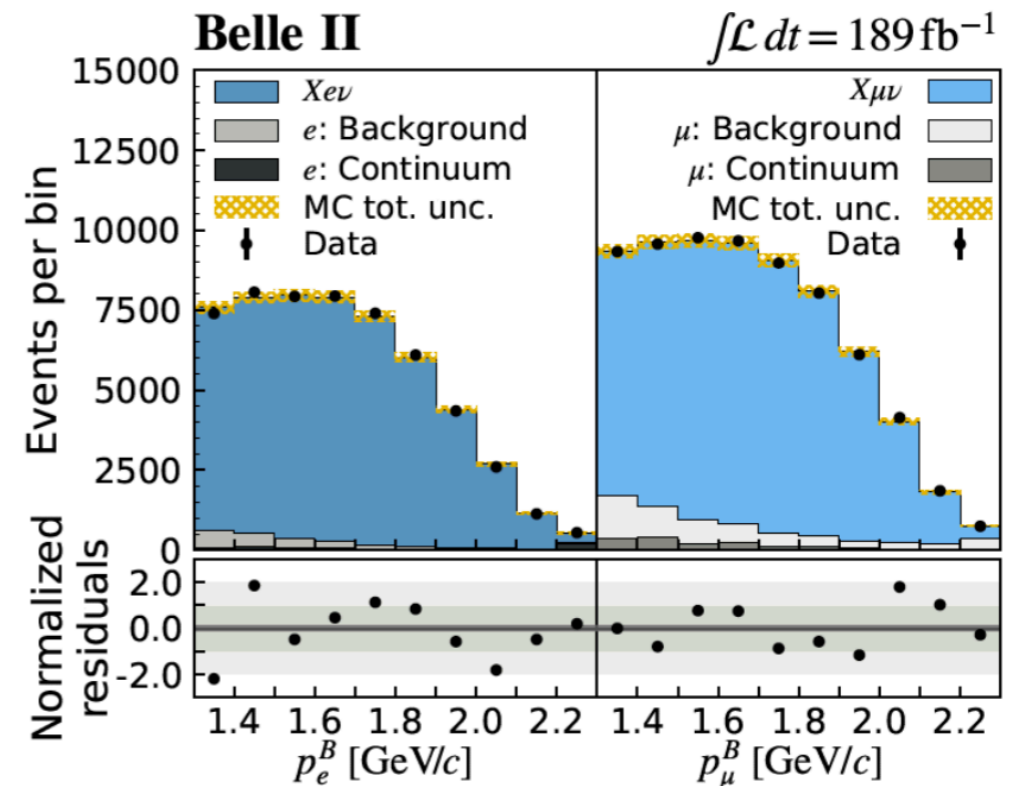 Belle II
∫ℒ dt = 189 fb⁻¹
Events per bin
15000
12500
10000
7500
5000
2500
0
Xeν
e: Background
e: Continuum
MC tot. unc.
Data
Xμν
μ: Background
μ: Continuum
MC tot. unc.
Data
Normalized
residuals
2.0
0.0
-2.0
1.4 1.6 1.8 2.0 2.2
1.4 1.6 1.8 2.0 2.2
p_e^B [GeV/c]
p_μ^B [GeV/c]